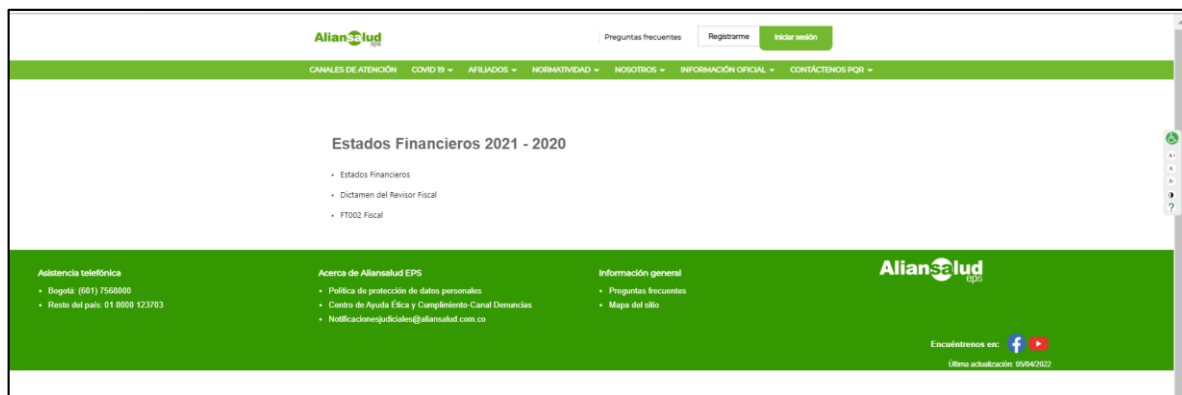 Aliansalud
eps
Preguntas frecuentes Registrarme Iniciar sesión
CANALES DE ATENCIÓN COVID 19 AFILIADOS NORMATIVIDAD NOSOTROS INFORMACIÓN OFICIAL CONTÁCTENOS PQR
Estados Financieros 2021 - 2020
• Estados Financieros
• Dictamen del Revisor Fiscal
• FT002 Fiscal
A+
A
A-
?
Asistencia telefónica
• Bogotá: (601) 7568000
• Resto del país: 01 8000 123703
Acerca de Aliansalud EPS
• Política de protección de datos personales
• Centro de Ayuda Ética y Cumplimiento-Canal Denuncias
• Notificacionesjudiciales@aliansalud.com.co
Información general
• Preguntas frecuentes
• Mapa del sitio
Aliansalud
eps
Encuéntrenos en:
Última actualización: 05/04/2022